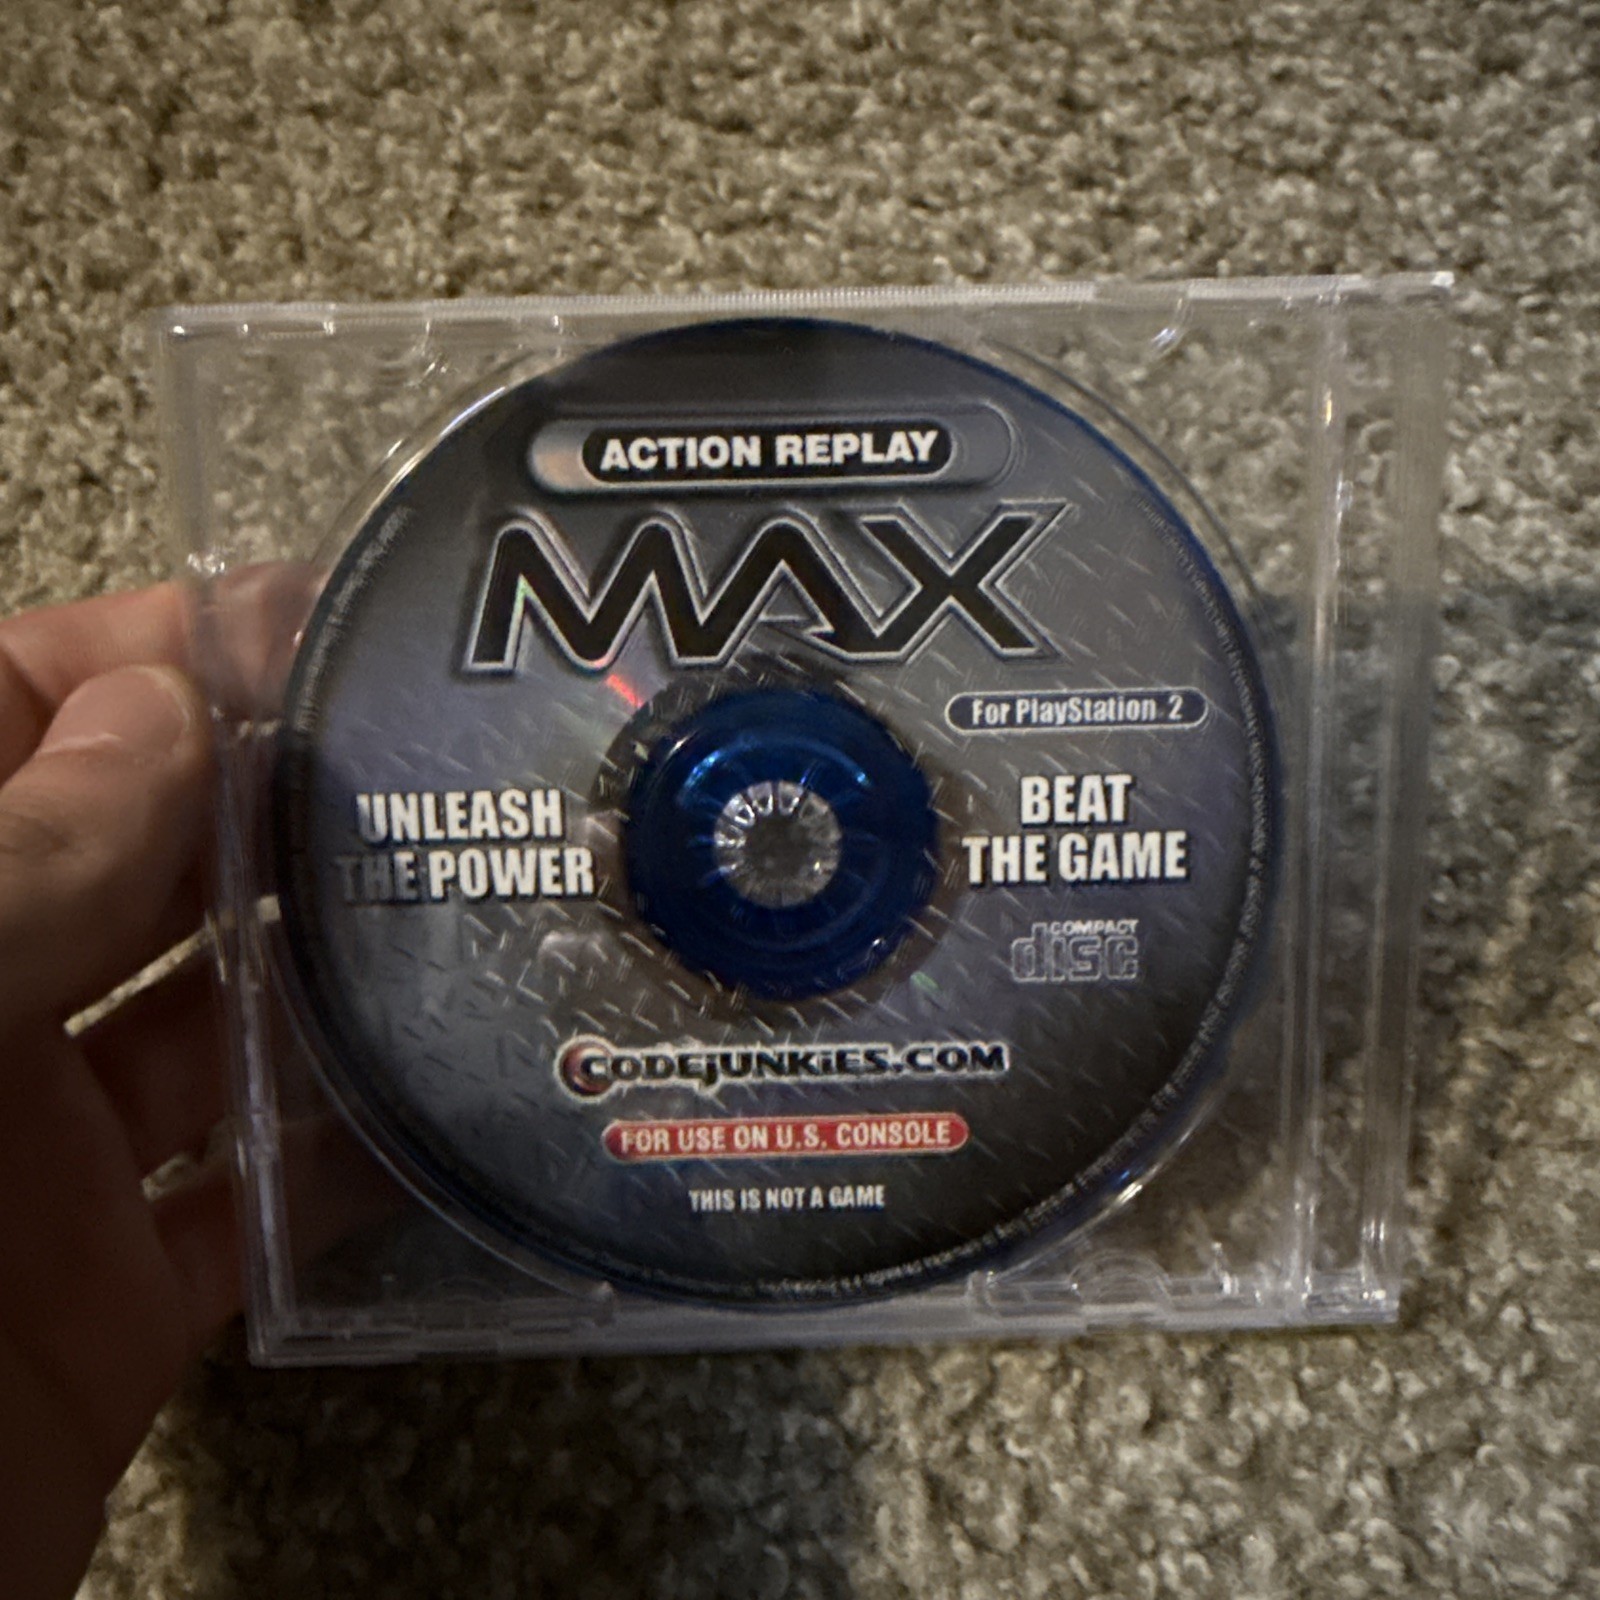 ACTION REPLAY
MAX
For PlayStation 2
UNLEASH
THE POWER
BEAT
THE GAME
COMPACT
disc
CODEJUNKIES.COM
FOR USE ON U.S. CONSOLE
THIS IS NOT A GAME